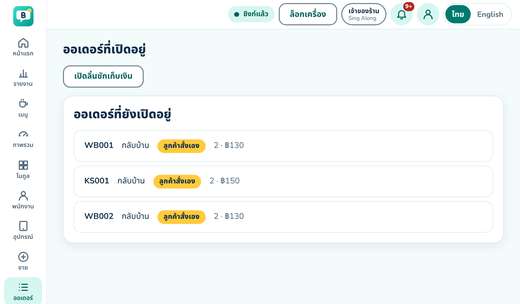 B
ซิงก์แล้ว
ล็อกเครื่อง
เจ้าของร้าน
Sing Along
9+
ไทย
English
หน้าแรก
รายงาน
เมนู
ภาพรวม
โมดูล
พนักงาน
อุปกรณ์
ขาย
ออเดอร์
ออเดอร์ที่เปิดอยู่
เปิดลิ้นชักเก็บเงิน
ออเดอร์ที่ยังเปิดอยู่
WB001 กลับบ้าน ลูกค้าสั่งเอง 2 · ฿130
KS001 กลับบ้าน ลูกค้าสั่งเอง 2 · ฿150
WB002 กลับบ้าน ลูกค้าสั่งเอง 2 · ฿130